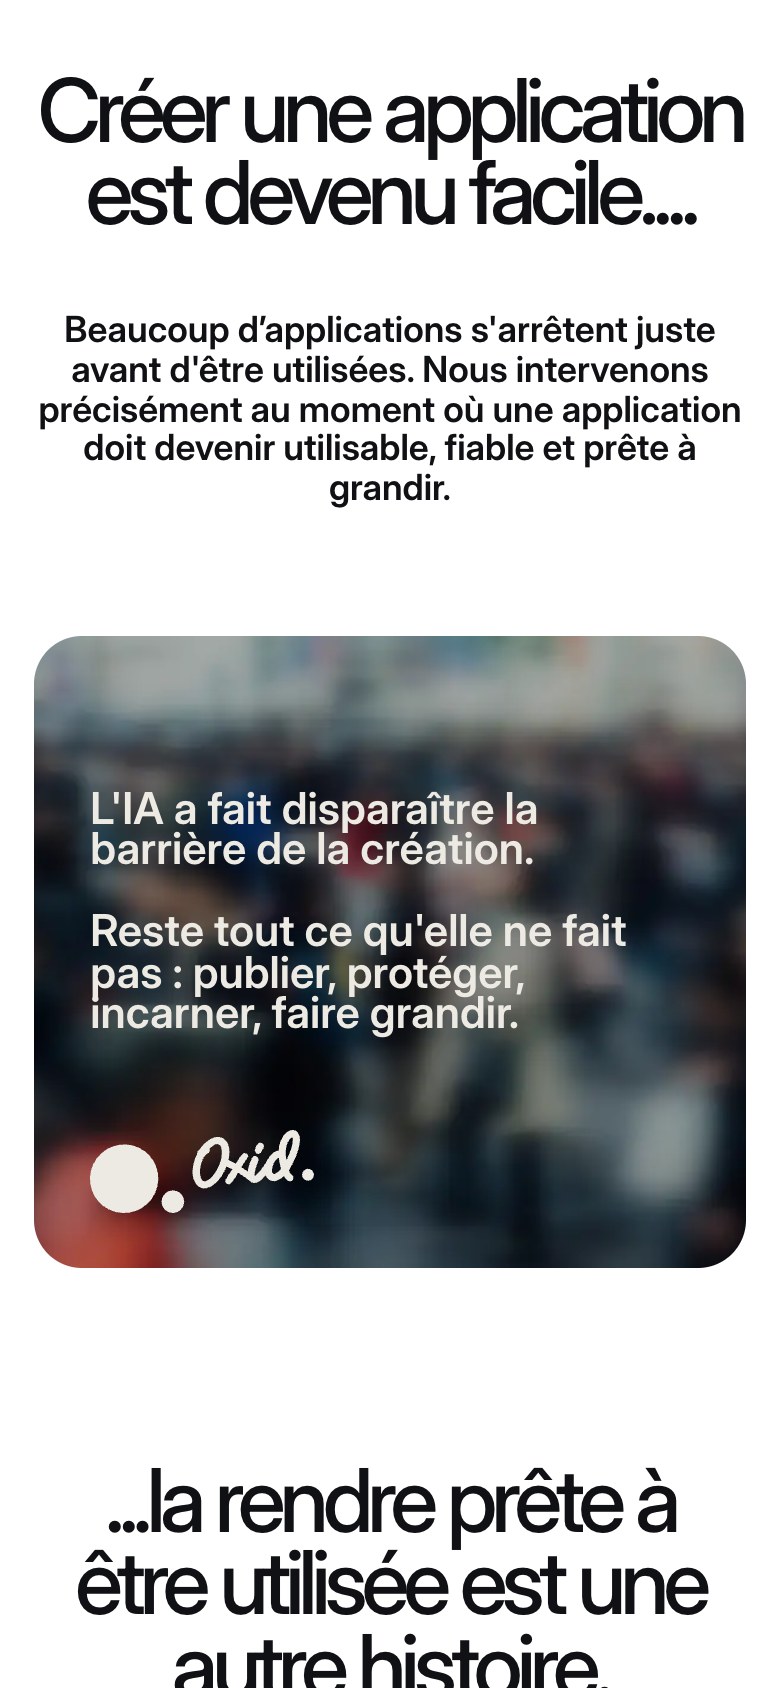 Créer une application
est devenu facile....
Beaucoup d’applications s'arrêtent juste
avant d'être utilisées. Nous intervenons
précisément au moment où une application
doit devenir utilisable, fiable et prête à
grandir.
L'IA a fait disparaître la
barrière de la création.
Reste tout ce qu'elle ne fait
pas : publier, protéger,
incarner, faire grandir.
Oxid.
...la rendre prête à
être utilisée est une
autre histoire.